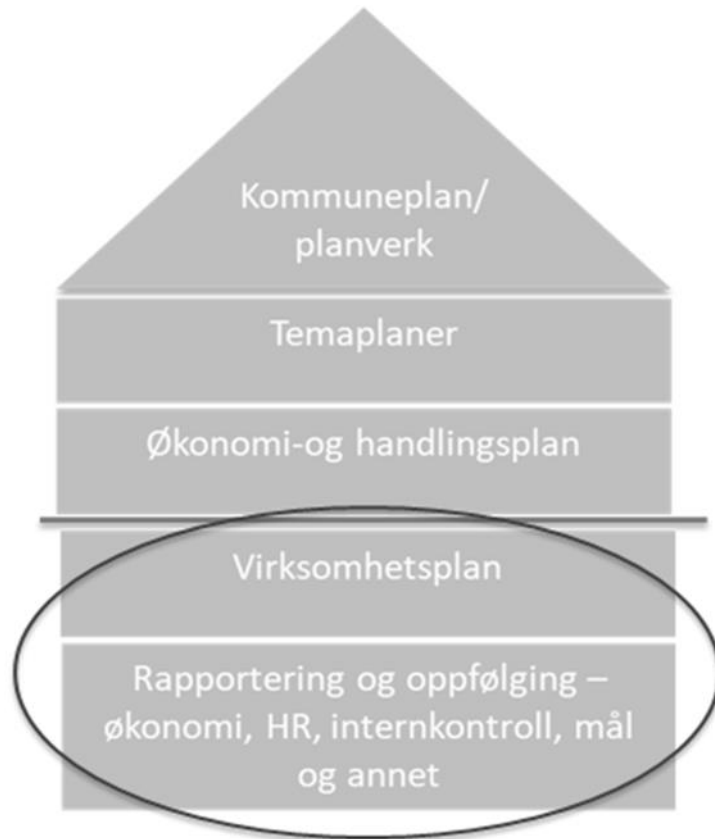 Kommuneplan/
planverk
Temaplaner
Økonomi-og handlingsplan
Virksomhetsplan
Rapportering og oppfølging –
økonomi, HR, internkontroll, mål
og annet